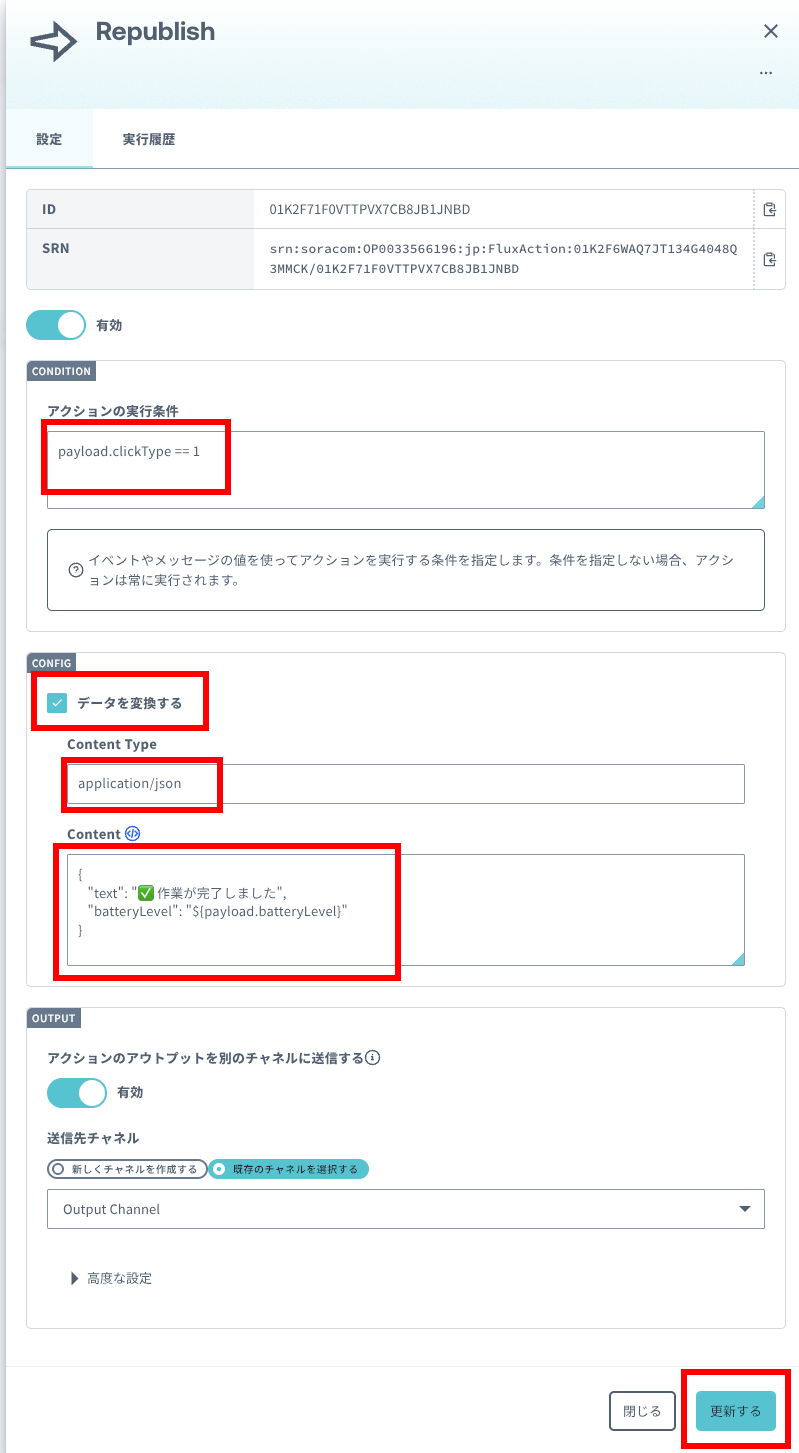 Republish
...
設定
実行履歴
ID
01K2F71F0VTTPVX7CB8JB1JNBD
SRN
srn:soracom:OP0033566196:jp:FluxAction:01K2F6WAQ7JT134G4048Q
3MMCK/01K2F71F0VTTPVX7CB8JB1JNBD
有効
CONDITION
アクションの実行条件
payload.clickType == 1
イベントやメッセージの値を使ってアクションを実行する条件を指定します。条件を指定しない場合、アクシ
ョンは常に実行されます。
CONFIG
データを変換する
Content Type
application/json
Content
{
"text": "✅ 作業が完了しました",
"batteryLevel": "${payload.batteryLevel}"
}
OUTPUT
アクションのアウトプットを別のチャネルに送信する
有効
送信先チャネル
新しくチャネルを作成する
既存のチャネルを選択する
Output Channel
高度な設定
閉じる
更新する